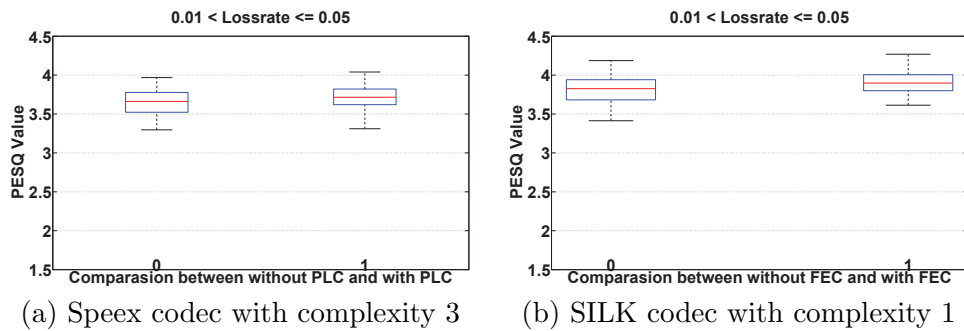 0.01 < Lossrate <= 0.05
4.5
4
3.5
3
2.5
2
1.5
PESQ Value
0 1
Comparasion between without PLC and with PLC
(a) Speex codec with complexity 3
0.01 < Lossrate <= 0.05
4.5
4
3.5
3
2.5
2
1.5
PESQ Value
0 1
Comparasion between without FEC and with FEC
(b) SILK codec with complexity 1